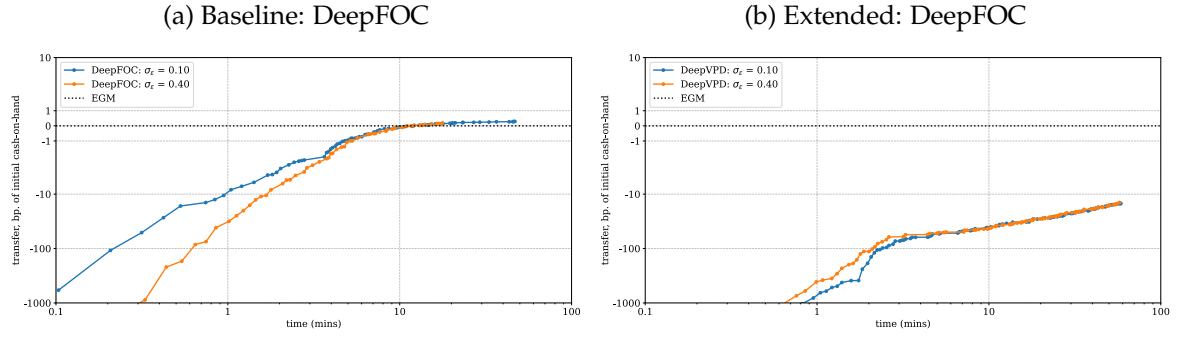 (a) Baseline: DeepFOC
10
1
0
-1
-10
-100
-1000
transfer, bp. of initial cash-on-hand
DeepFOC: σε = 0.10
DeepFOC: σε = 0.40
EGM
0.1
1
10
100
time (mins)
(b) Extended: DeepFOC
10
1
0
-1
-10
-100
-1000
transfer, bp. of initial cash-on-hand
DeepVPD: σε = 0.10
DeepVPD: σε = 0.40
EGM
0.1
1
10
100
time (mins)